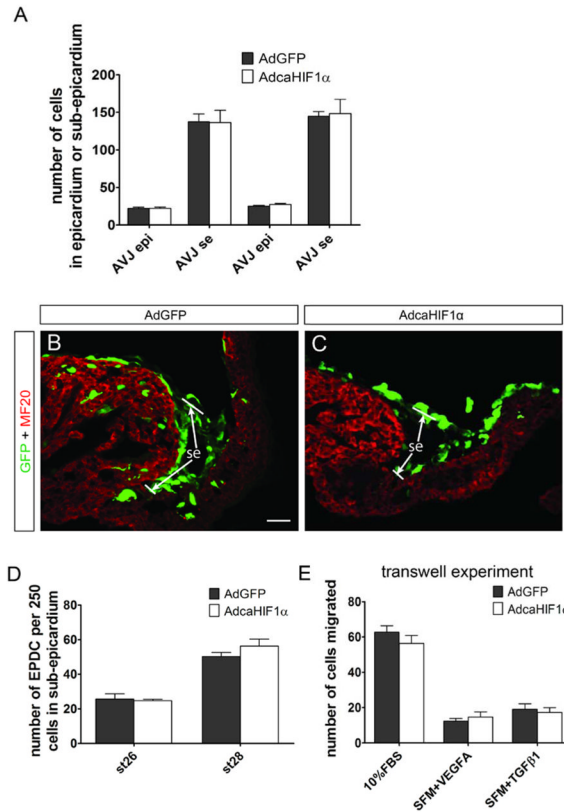 A
AdGFP
AdcaHIF1α
number of cells
in epicardium or sub-epicardium
200
150
100
50
0
AVJ epi
AVJ se
AVJ epi
AVJ se
AdGFP
AdcaHIF1α
GFP + MF20
B
se
C
se
D
AdGFP
AdcaHIF1α
number of EPDC per 250
cells in sub-epicardium
80
60
40
20
0
st26
st28
E
transwell experiment
AdGFP
AdcaHIF1α
number of cells migrated
80
60
40
20
0
10%FBS
SFM+VEGFA
SFM+TGFβ1